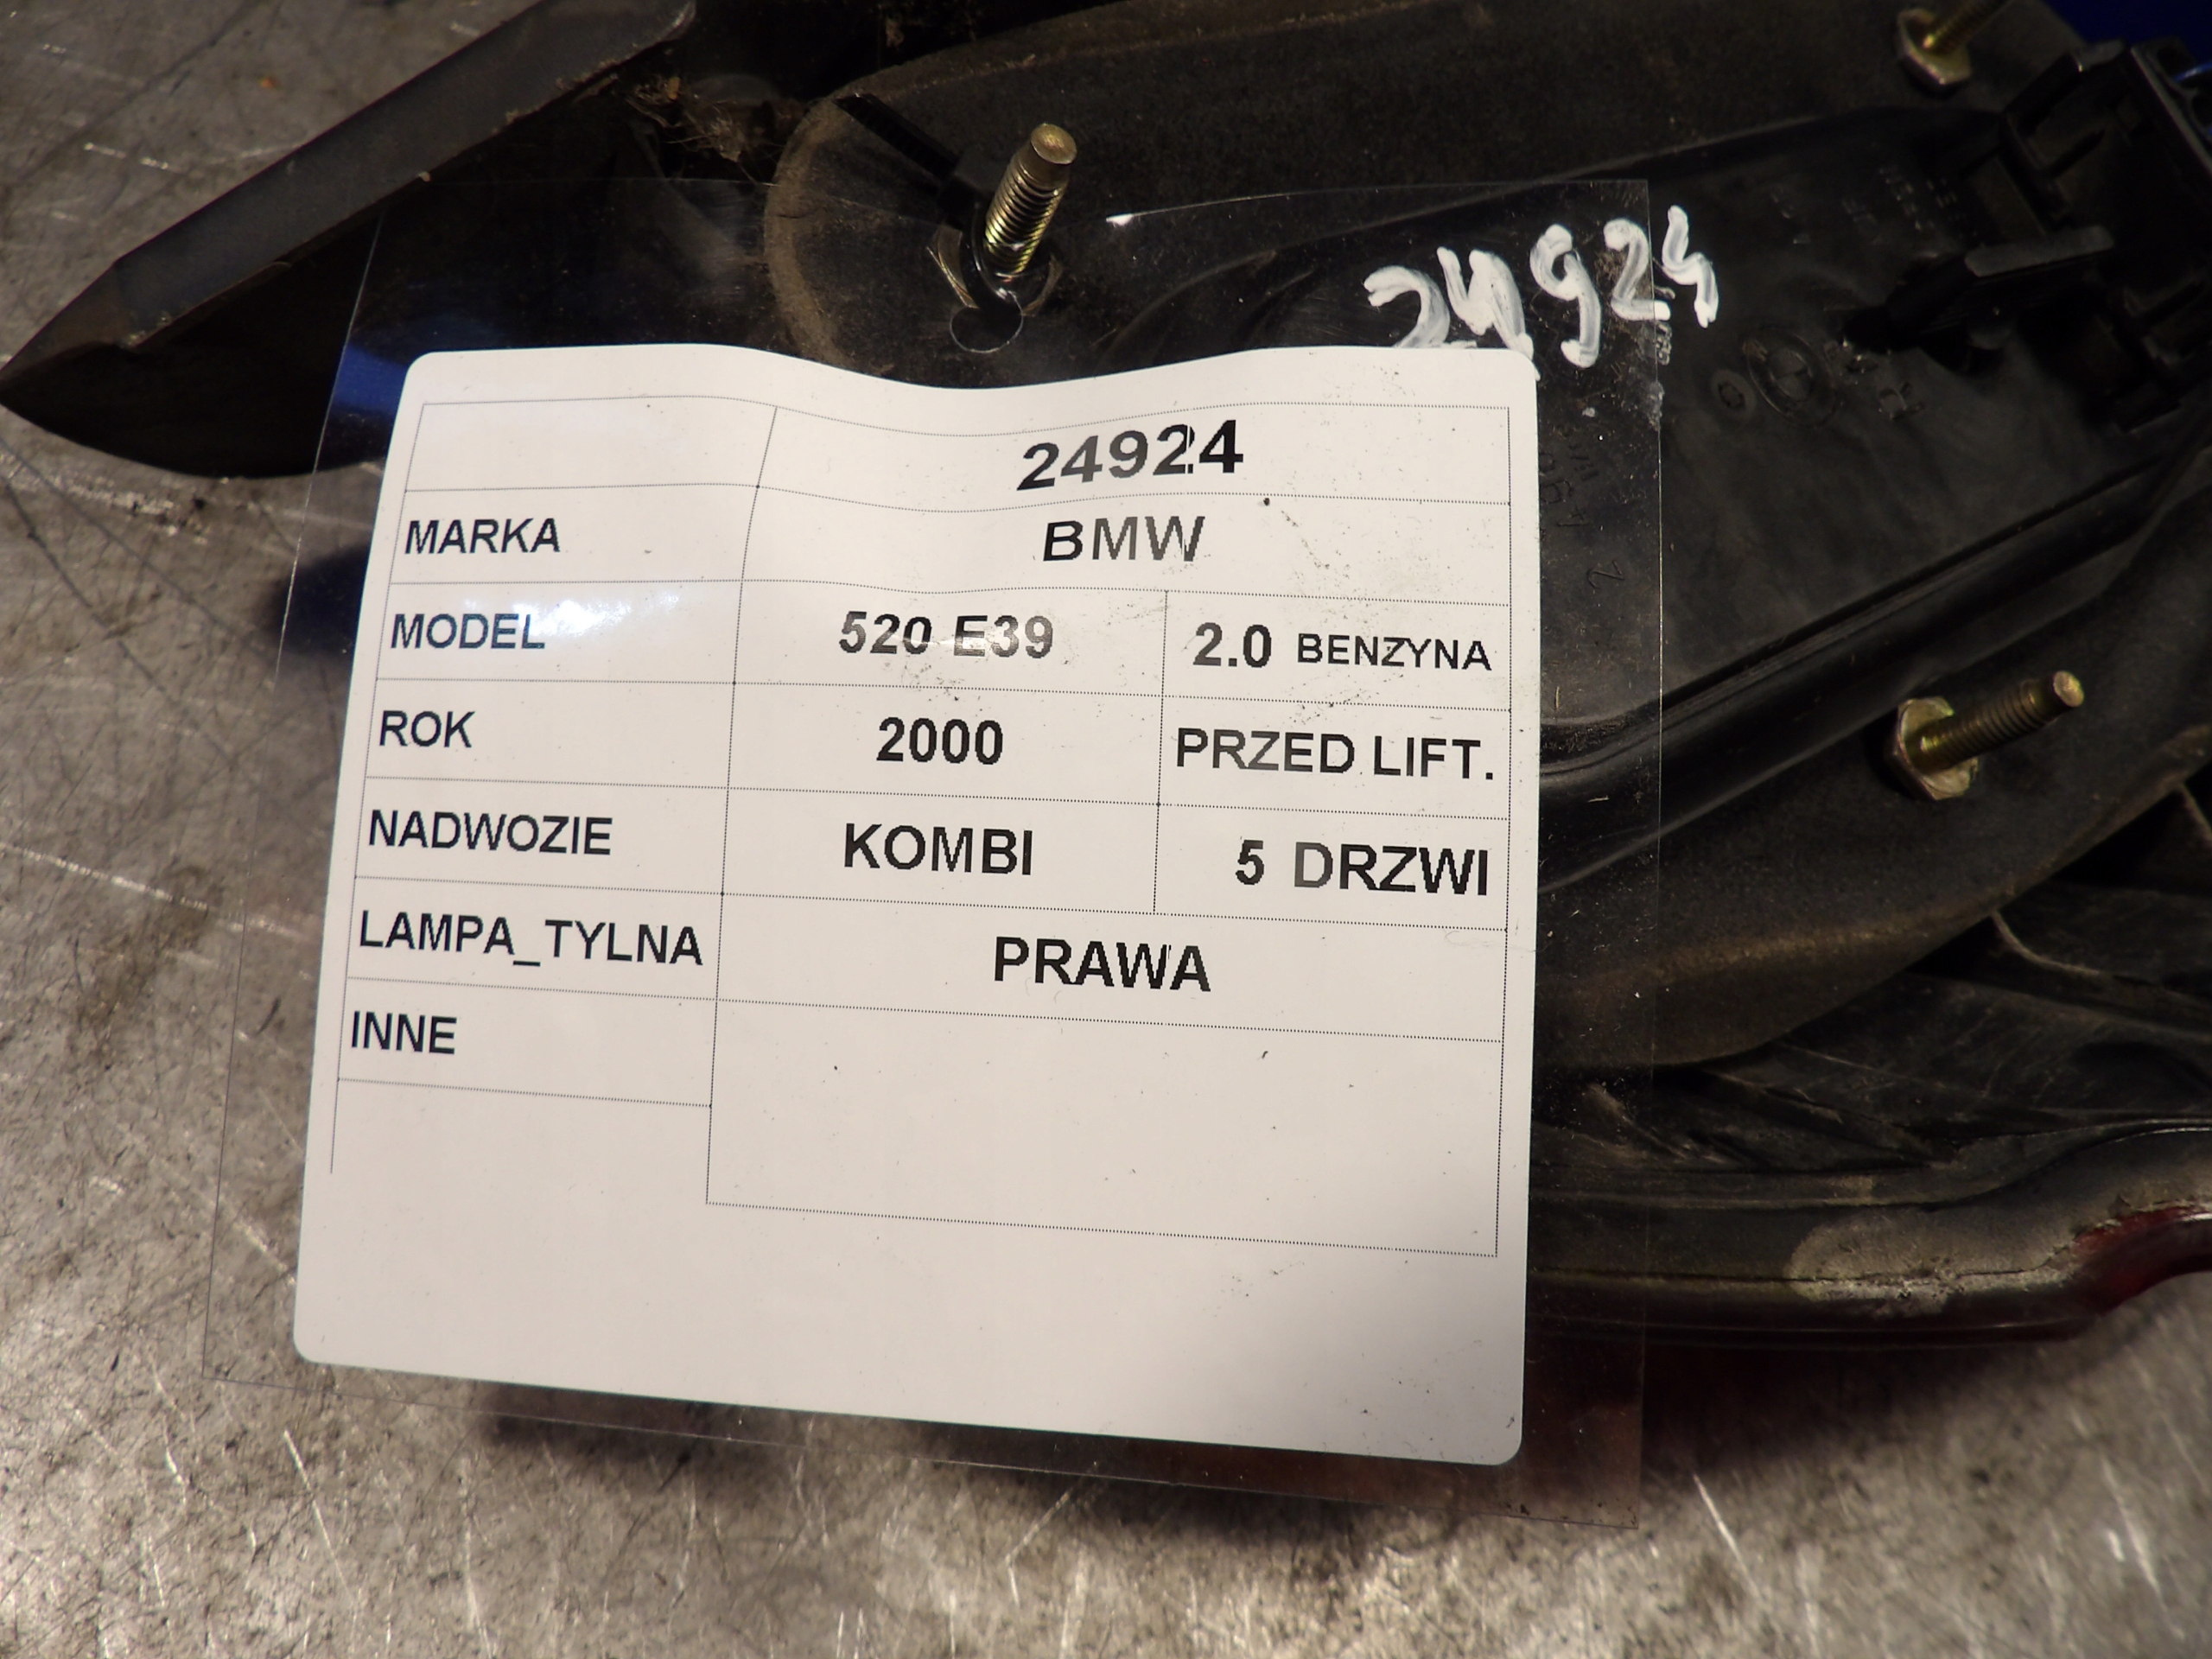 24924
24924
MARKA BMW
MODEL 520 E39 2.0 BENZYNA
ROK 2000 PRZED LIFT.
NADWOZIE KOMBI 5 DRZWI
LAMPA_TYLNA PRAWA
INNE
R